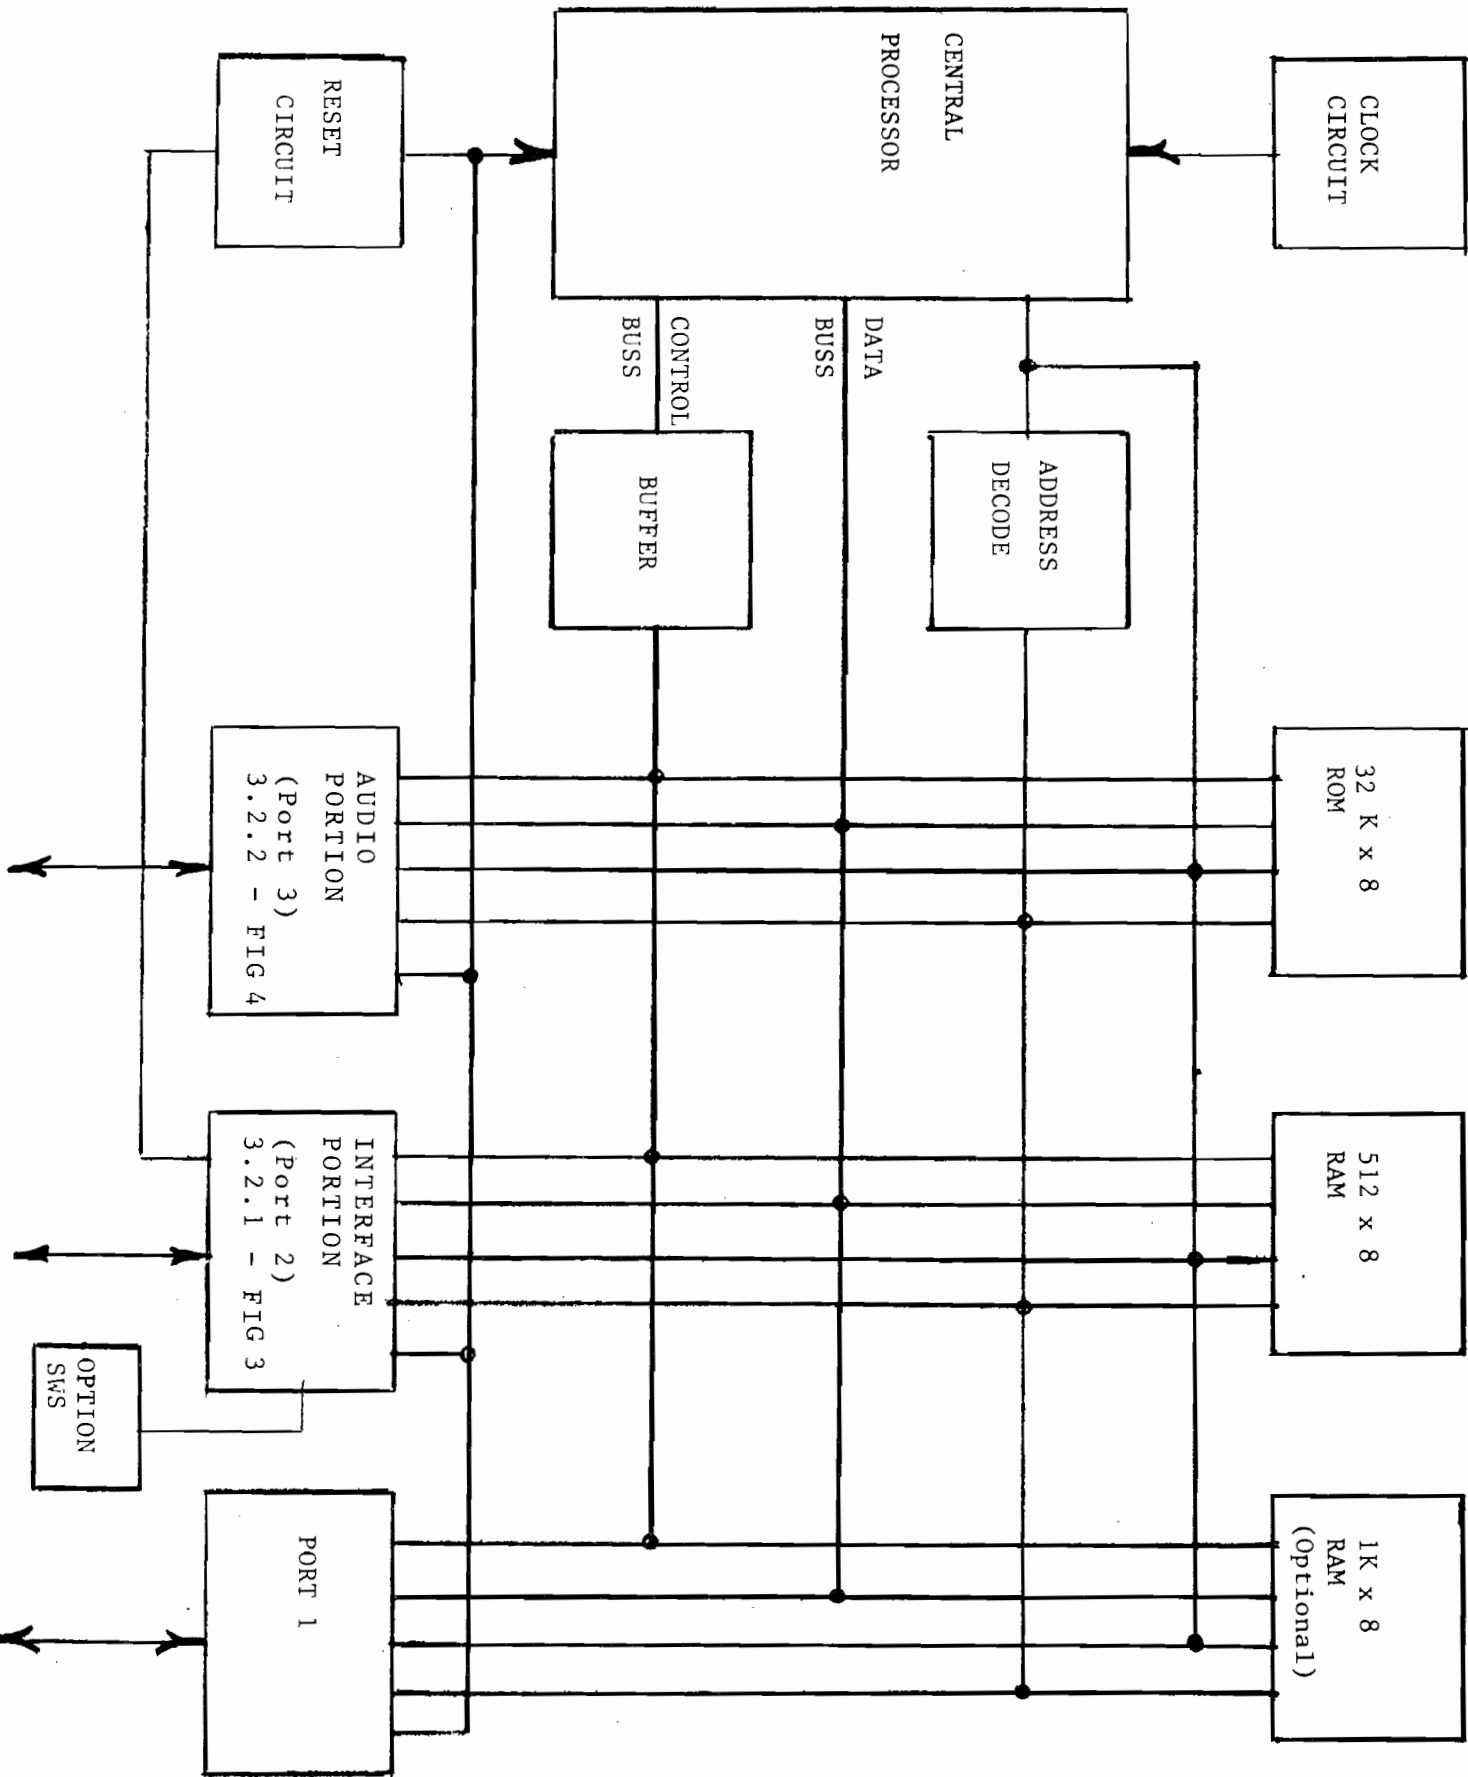 CLOCK
CIRCUIT
CENTRAL
PROCESSOR
RESET
CIRCUIT
DATA
BUSS
CONTROL
BUSS
ADDRESS
DECODE
BUFFER
32 K x 8
ROM
512 x 8
RAM
1K x 8
RAM
(Optional)
AUDIO
PORTION
(Port 3)
3.2.2 - FIG 4
INTERFACE
PORTION
(Port 2)
3.2.1 - FIG 3
PORT 1
OPTION
SWS